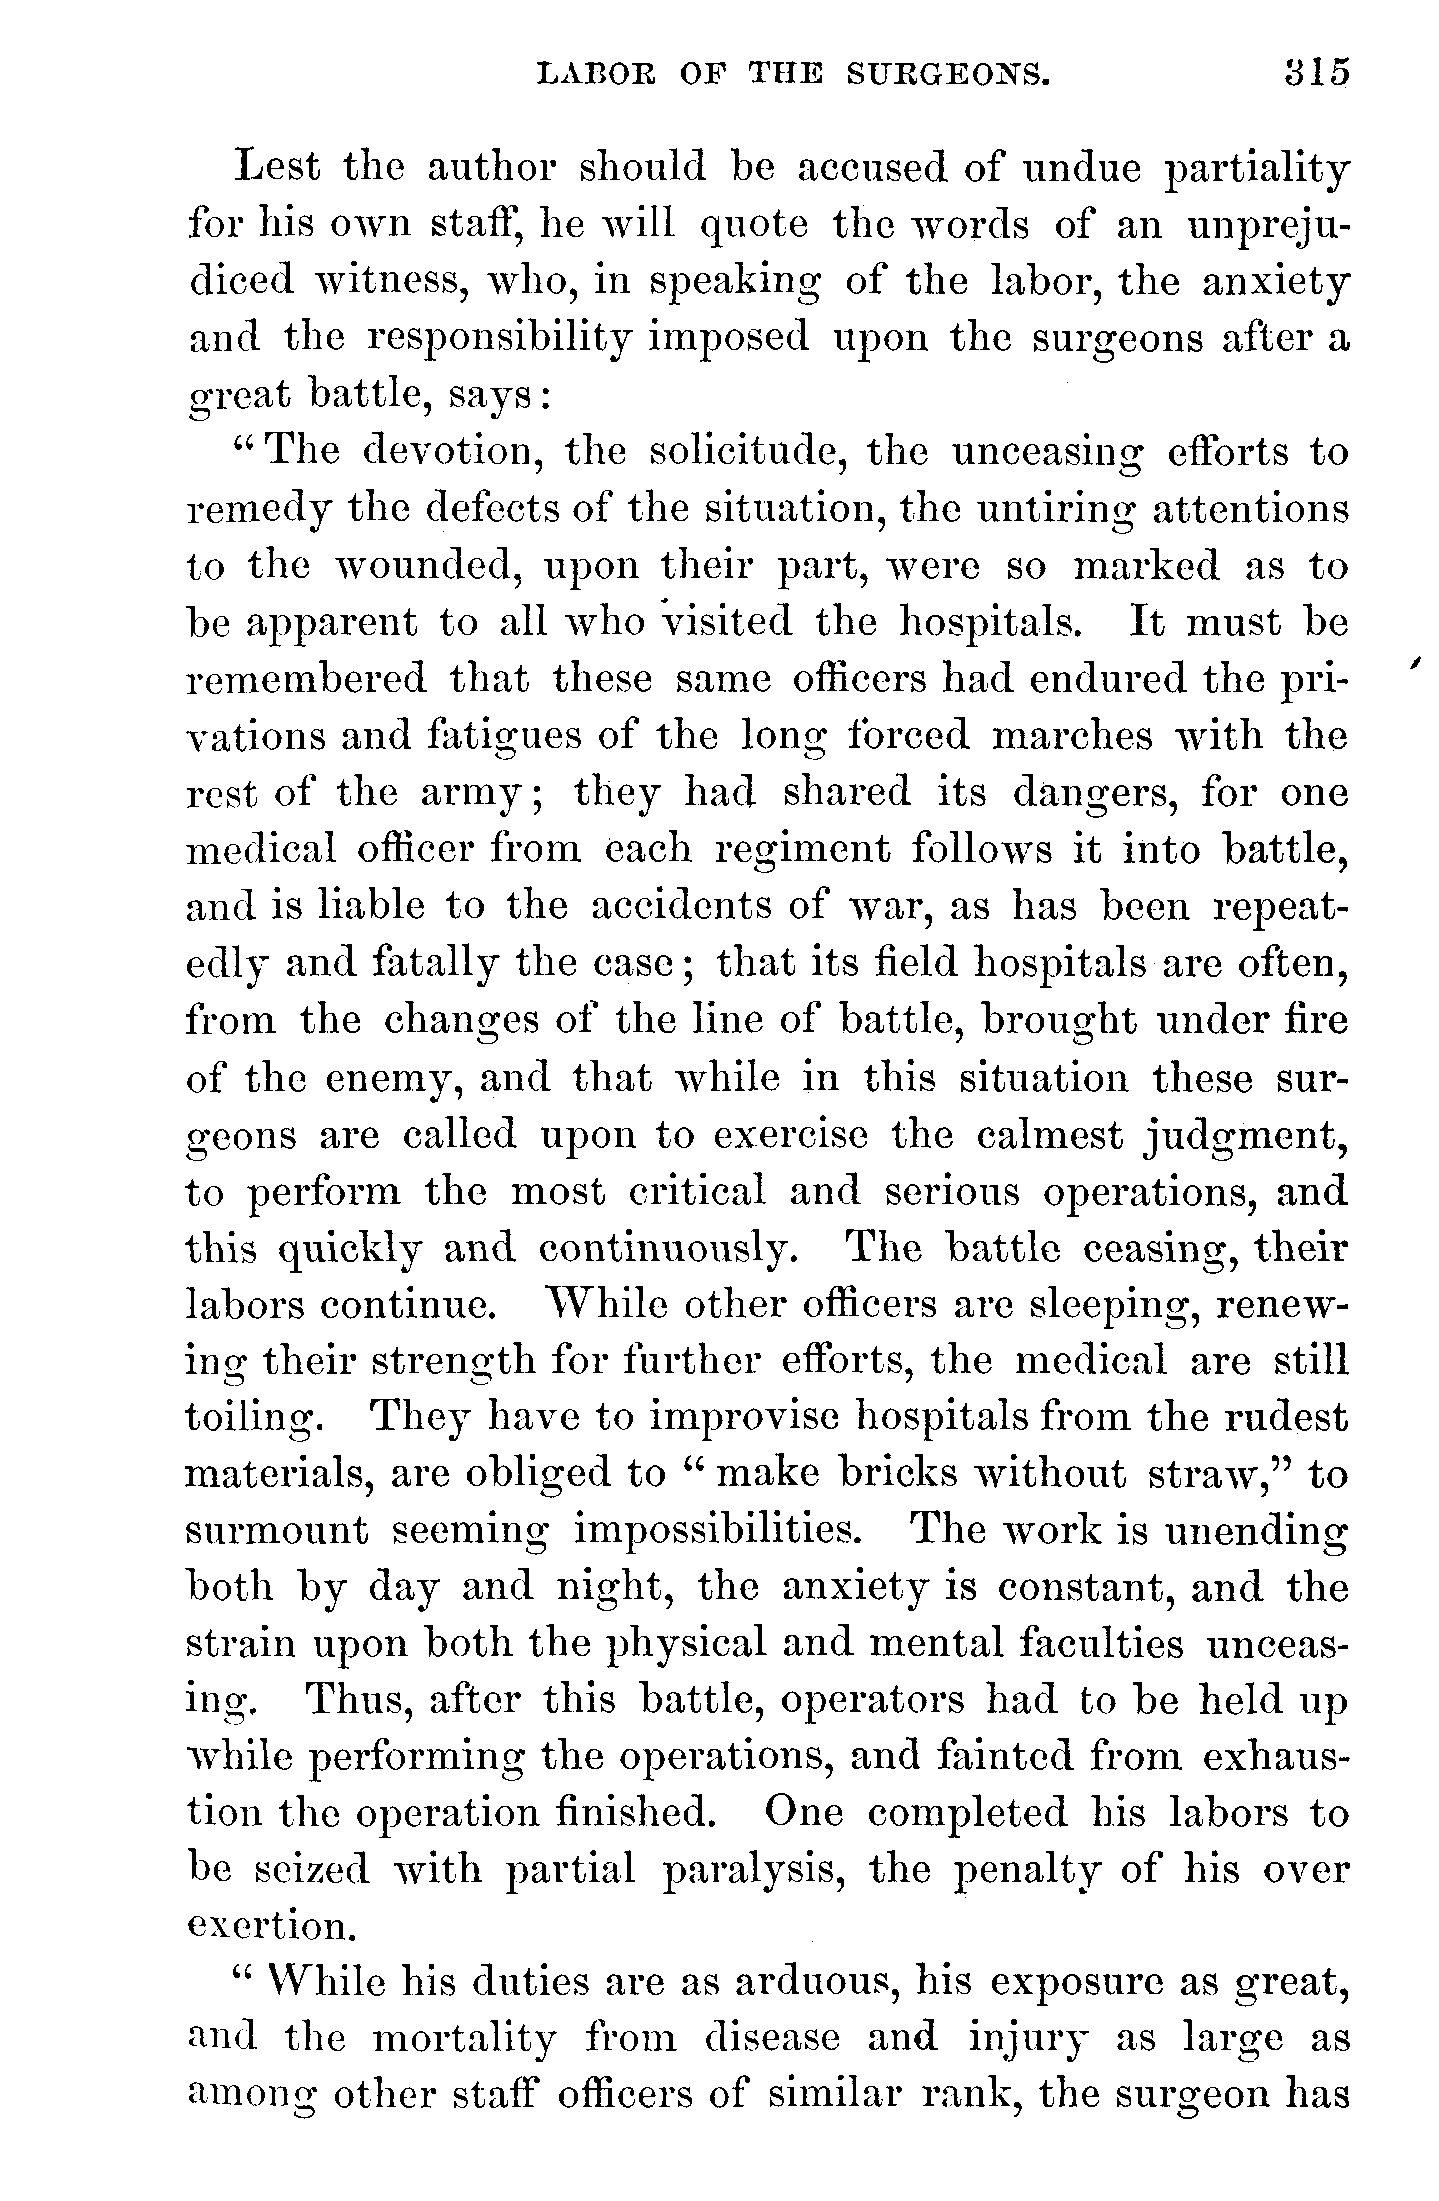 LABOR OF THE SURGEONS. 315
Lest the author should be accused of undue partiality
for his own staff, he will quote the words of an unpreju-
diced witness, who, in speaking of the labor, the anxiety
and the responsibility imposed upon the surgeons after a
great battle, says:
“The devotion, the solicitude, the unceasing efforts to
remedy the defects of the situation, the untiring attentions
to the wounded, upon their part, were so marked as to
be apparent to all who visited the hospitals. It must be
remembered that these same officers had endured the pri-
vations and fatigues of the long forced marches with the
rest of the army; they had shared its dangers, for one
medical officer from each regiment follows it into battle,
and is liable to the accidents of war, as has been repeat-
edly and fatally the case; that its field hospitals are often,
from the changes of the line of battle, brought under fire
of the enemy, and that while in this situation these sur-
geons are called upon to exercise the calmest judgment,
to perform the most critical and serious operations, and
this quickly and continuously. The battle ceasing, their
labors continue. While other officers are sleeping, renew-
ing their strength for further efforts, the medical are still
toiling. They have to improvise hospitals from the rudest
materials, are obliged to “make bricks without straw,” to
surmount seeming impossibilities. The work is unending
both by day and night, the anxiety is constant, and the
strain upon both the physical and mental faculties unceas-
ing. Thus, after this battle, operators had to be held up
while performing the operations, and fainted from exhaus-
tion the operation finished. One completed his labors to
be seized with partial paralysis, the penalty of his over
exertion.
“While his duties are as arduous, his exposure as great,
and the mortality from disease and injury as large as
among other staff officers of similar rank, the surgeon has